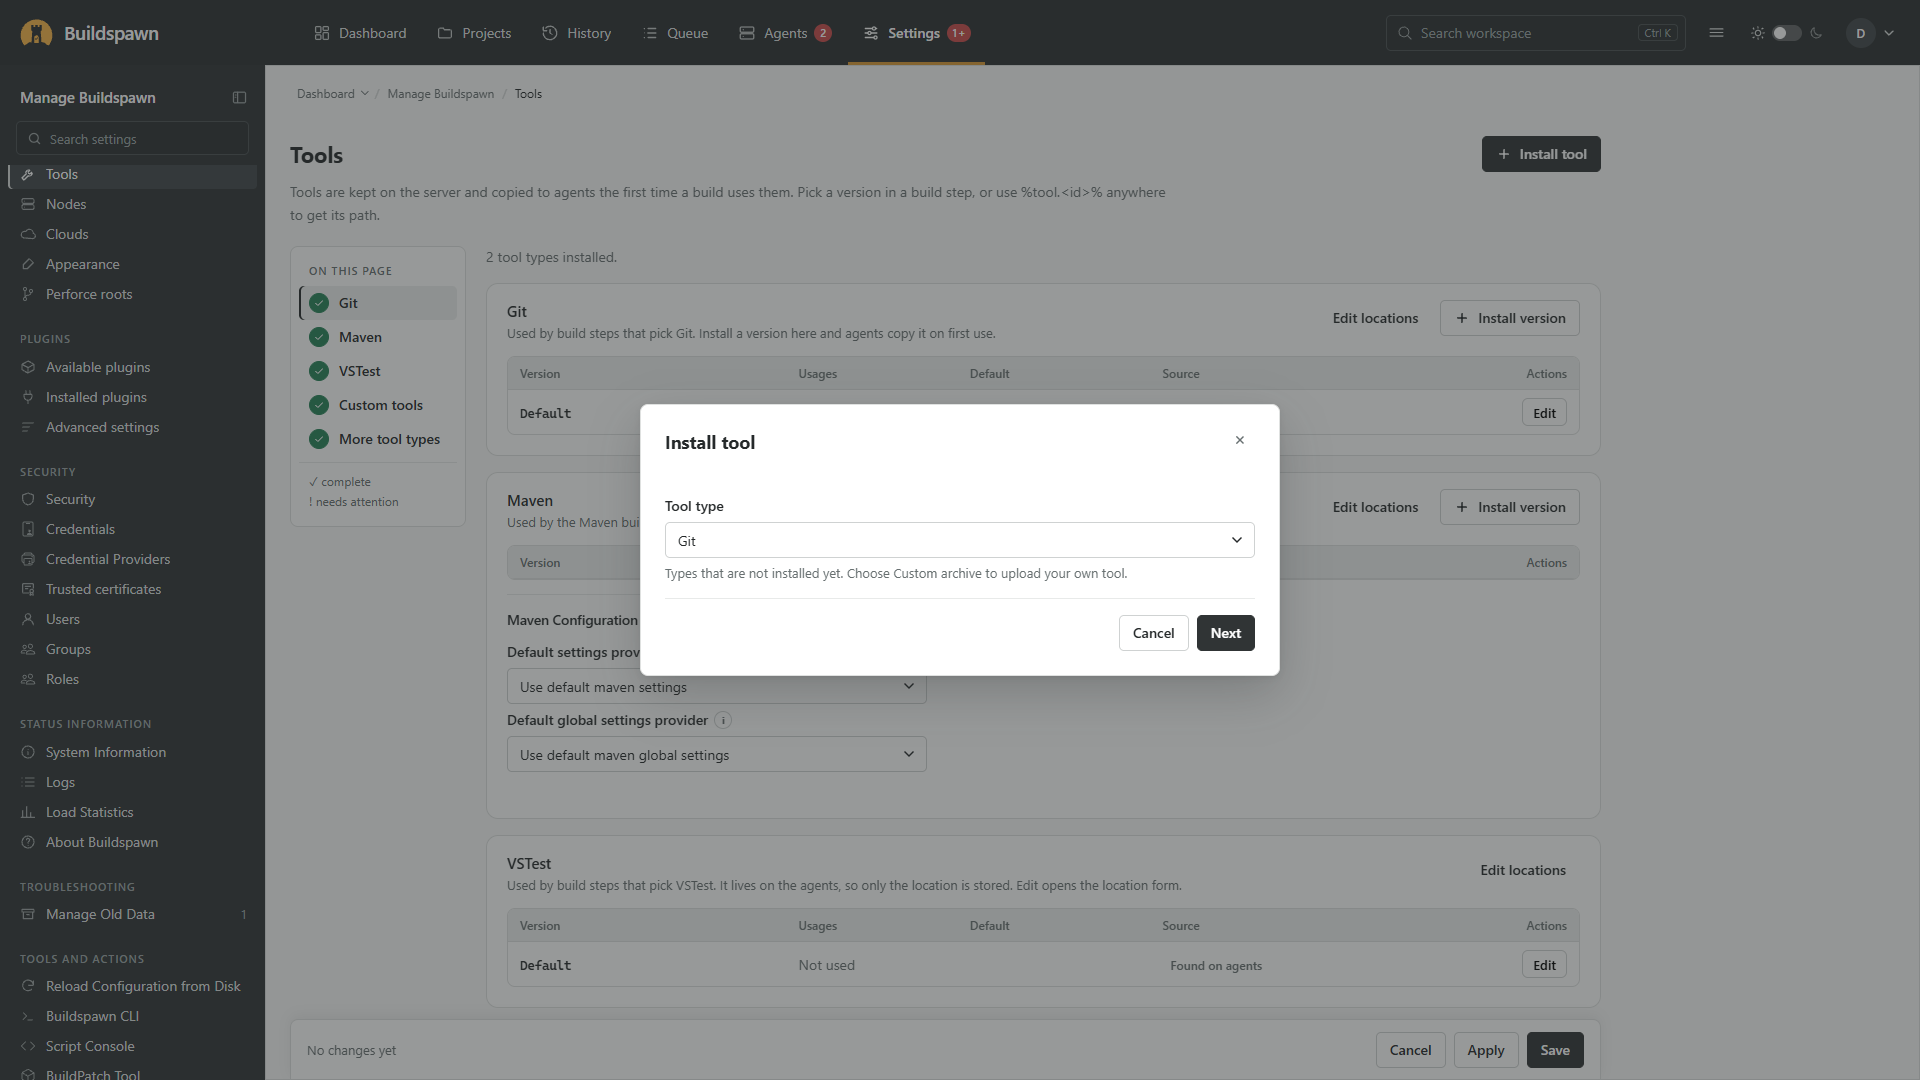 Buildspawn
Dashboard
Projects
History
Queue
Agents 2
Settings 1+
Search workspace Ctrl K
D
Manage Buildspawn
Search settings
Tools
Nodes
Clouds
Appearance
Perforce roots
PLUGINS
Available plugins
Installed plugins
Advanced settings
SECURITY
Security
Credentials
Credential Providers
Trusted certificates
Users
Groups
Roles
STATUS INFORMATION
System Information
Logs
Load Statistics
About Buildspawn
TROUBLESHOOTING
Manage Old Data 1
TOOLS AND ACTIONS
Reload Configuration from Disk
Buildspawn CLI
Script Console
BuildPatch Tool
Dashboard / Manage Buildspawn / Tools
Tools
+ Install tool
Tools are kept on the server and copied to agents the first time a build uses them. Pick a version in a build step, or use %tool.<id>% anywhere
to get its path.
ON THIS PAGE
Git
Maven
VSTest
Custom tools
More tool types
✓ complete
! needs attention
2 tool types installed.
Git
Used by build steps that pick Git. Install a version here and agents copy it on first use.
Edit locations
+ Install version
Version Usages Default Source Actions
Default Edit
Maven
Used by the Maven bui
Edit locations
+ Install version
Version Actions
Maven Configuration
Default settings prov
Use default maven settings
Default global settings provider i
Use default maven global settings
VSTest
Used by build steps that pick VSTest. It lives on the agents, so only the location is stored. Edit opens the location form.
Edit locations
Version Usages Default Source Actions
Default Not used Found on agents Edit
No changes yet
Cancel Apply Save
Install tool
×
Tool type
Git
Types that are not installed yet. Choose Custom archive to upload your own tool.
Cancel Next